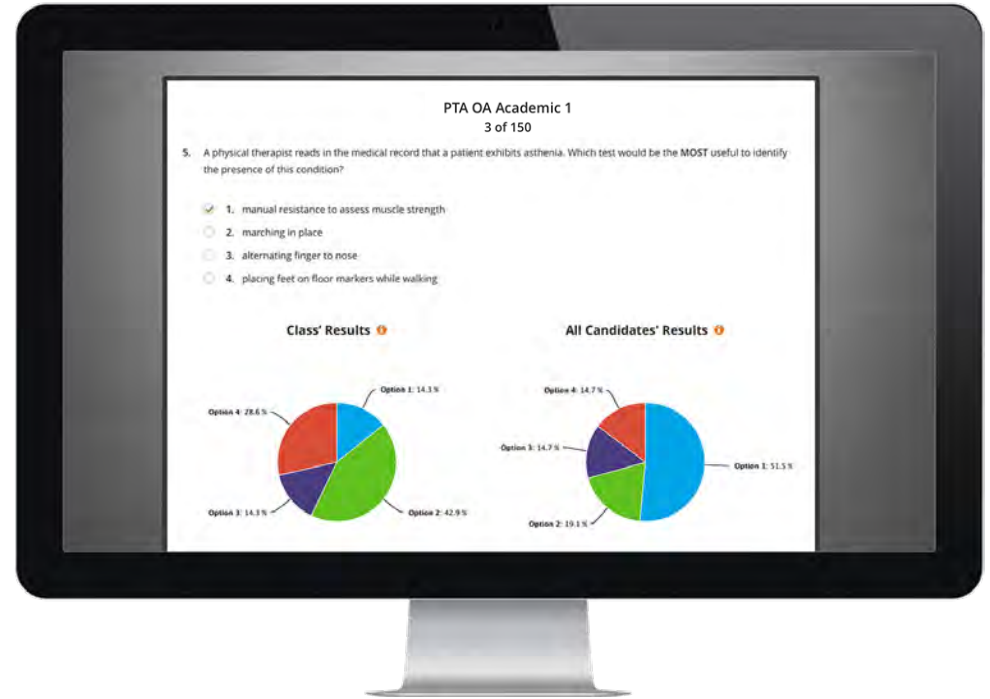 PTA OA Academic 1
3 of 150
5. A physical therapist reads in the medical record that a patient exhibits asthenia. Which test would be the MOST useful to identify
the presence of this condition?
1. manual resistance to assess muscle strength
2. marching in place
3. alternating finger to nose
4. placing feet on floor markers while walking
Class' Results
All Candidates' Results
Option 1: 14.3 %
Option 4: 28.6 %
Option 3: 14.3 %
Option 2: 42.9 %
Option 4: 14.7 %
Option 3: 14.7 %
Option 1: 51.5 %
Option 2: 19.1 %